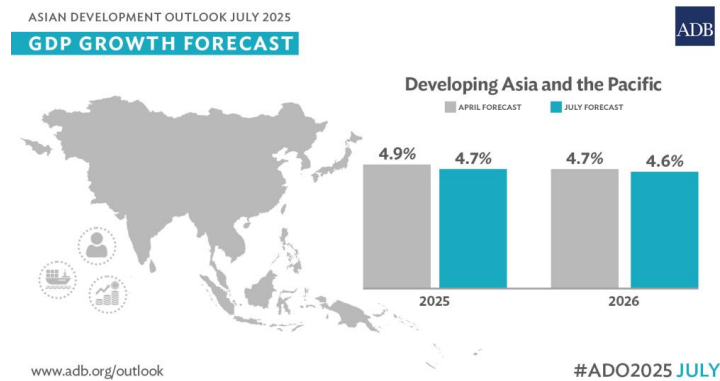 ASIAN DEVELOPMENT OUTLOOK JULY 2025
GDP GROWTH FORECAST
ADB
Developing Asia and the Pacific
APRIL FORECAST JULY FORECAST
4.9% 4.7% 4.7% 4.6%
2025 2026
www.adb.org/outlook
#ADO2025 JULY